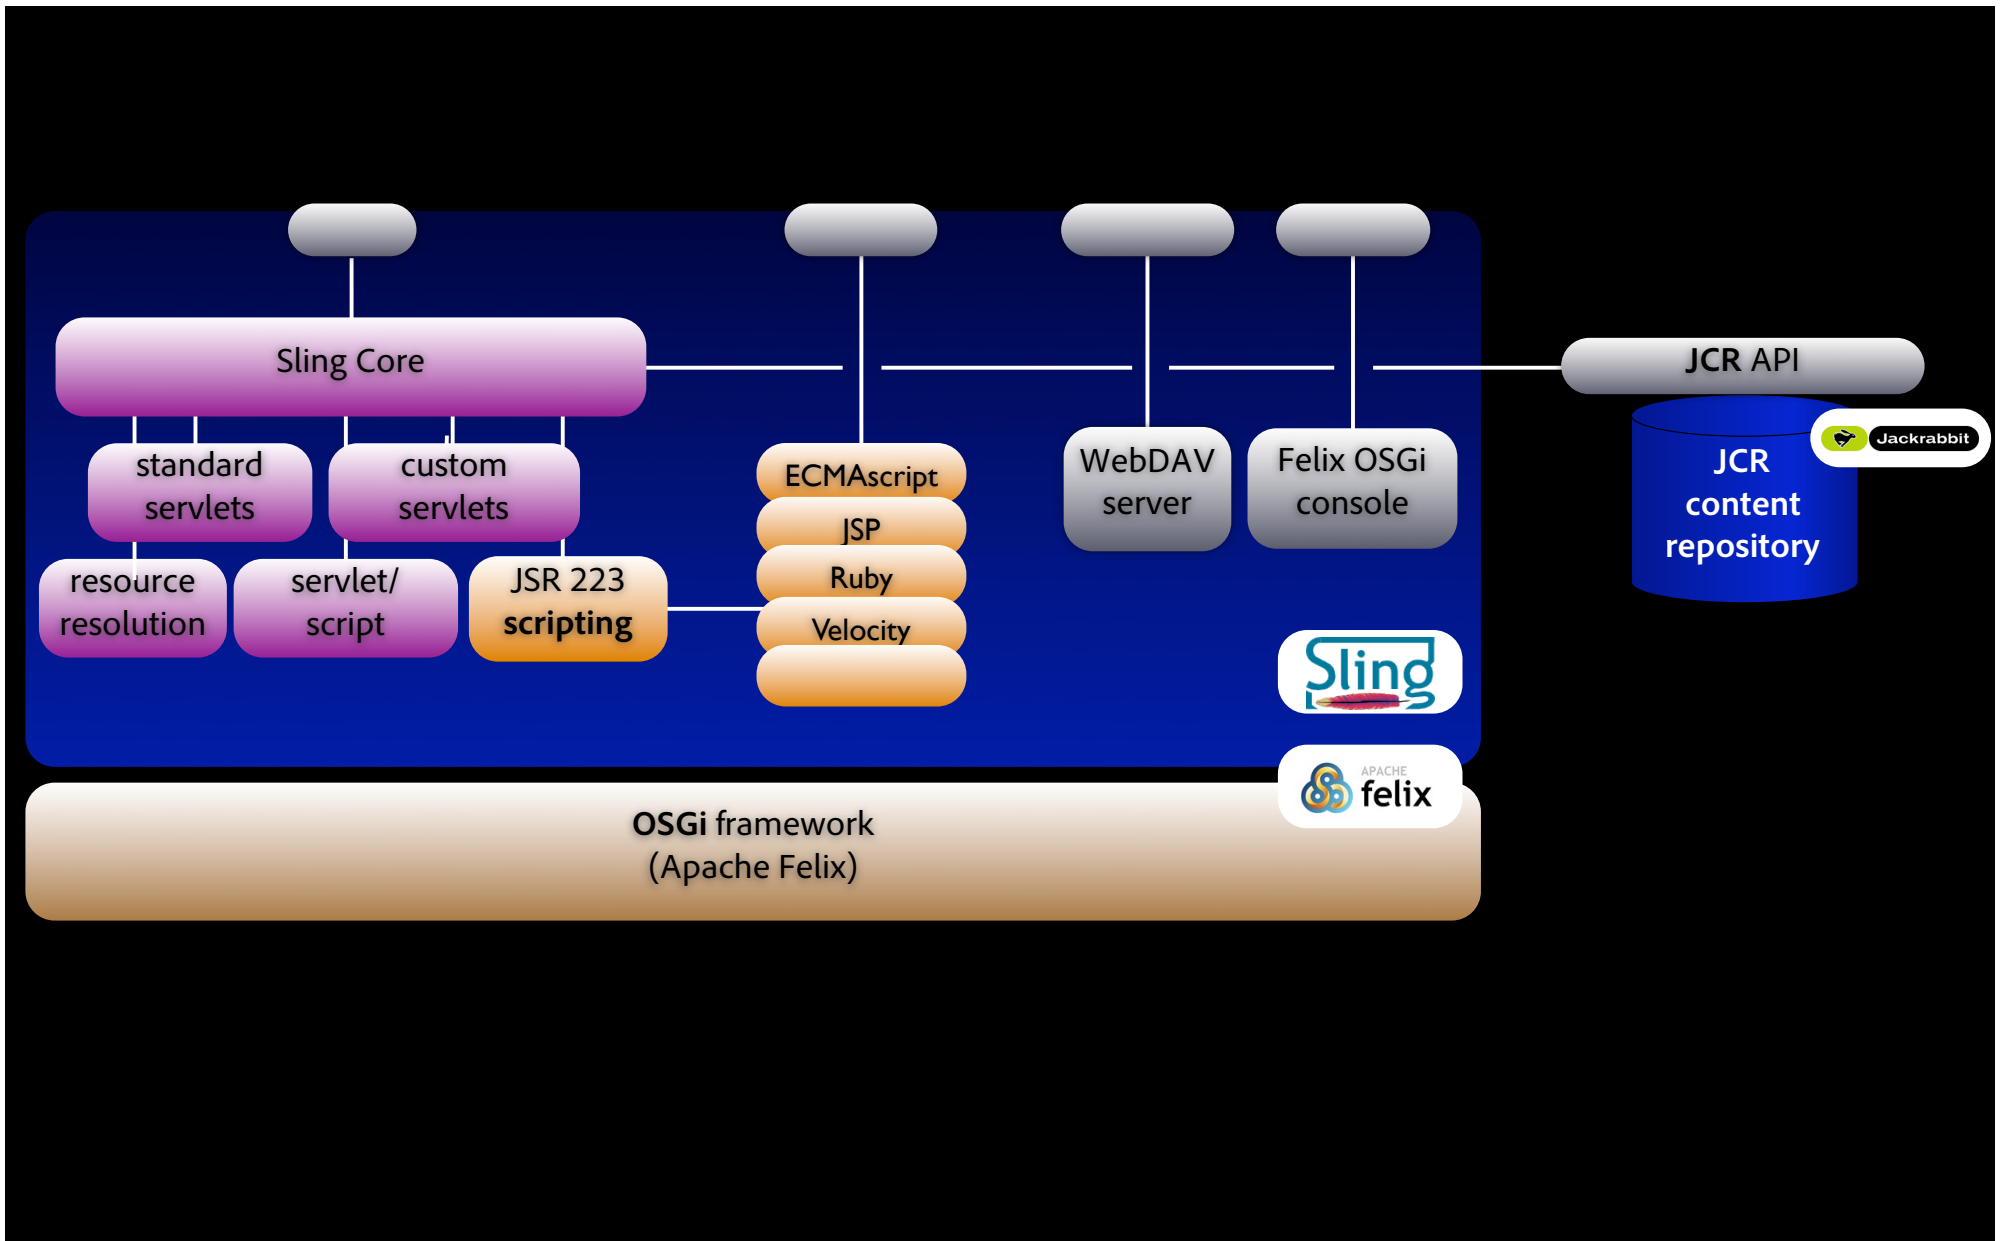 Sling Core
JCR API
standard
servlets
custom
servlets
resource
resolution
servlet/
script
JSR 223
scripting
ECMAscript
JSP
Ruby
Velocity
WebDAV
server
Felix OSGi
console
Jackrabbit
JCR
content
repository
Sling
APACHE
felix
OSGi framework
(Apache Felix)